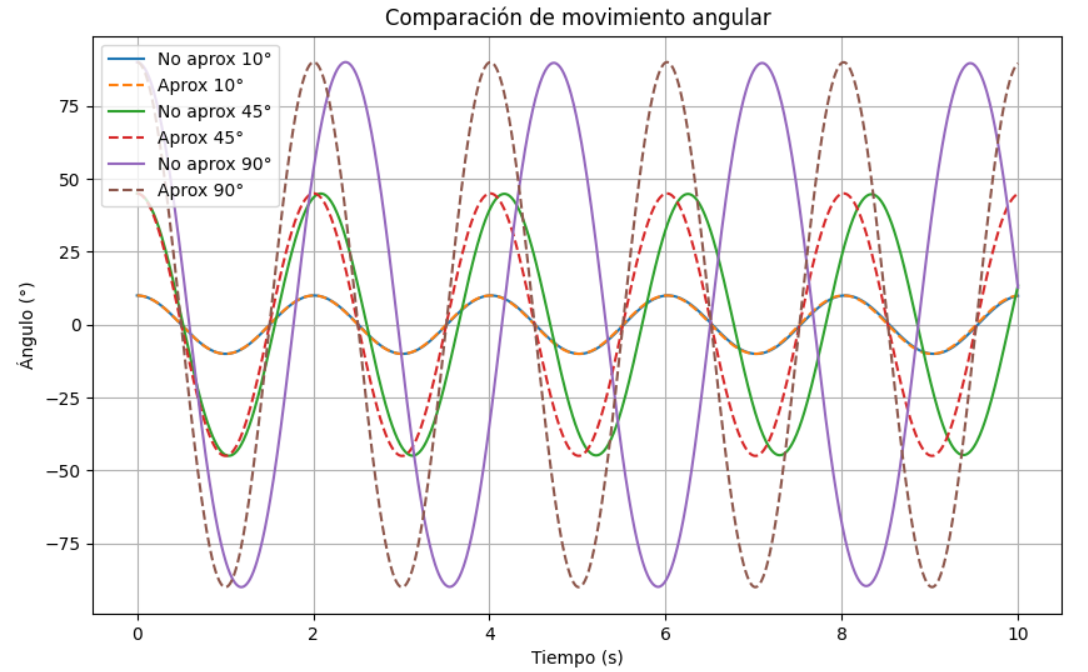 Comparación de movimiento angular
No aprox 10°
Aprox 10°
No aprox 45°
Aprox 45°
No aprox 90°
Aprox 90°
Ángulo (°)
75
50
25
0
−25
−50
−75
0 2 4 6 8 10
Tiempo (s)